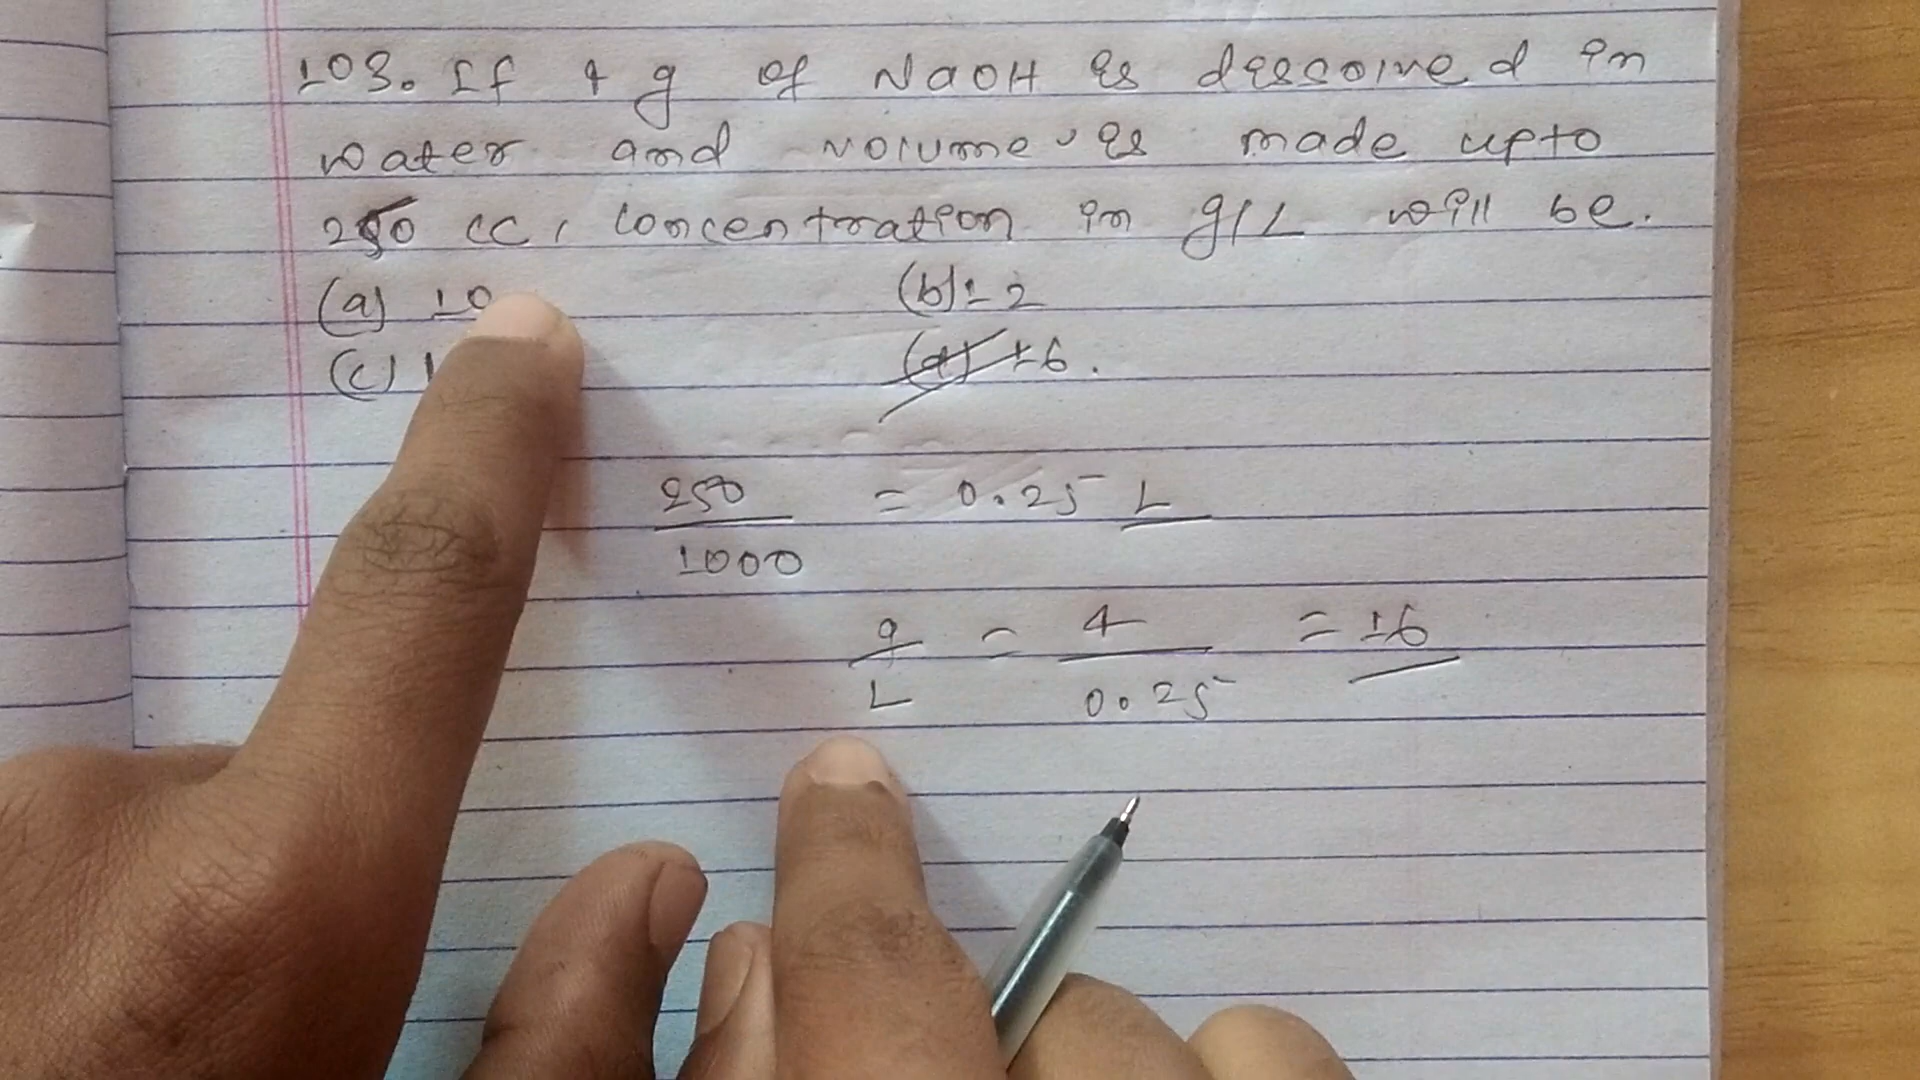 103. If 4 g of NaOH is dissolved in
water and volume is made upto
250 cc, concentration in g/L will be.
(a) 10 (b) 12
(c) 1 (d) 16.
250 / 1000 = 0.25 L
g / L = 4 / 0.25 = 16